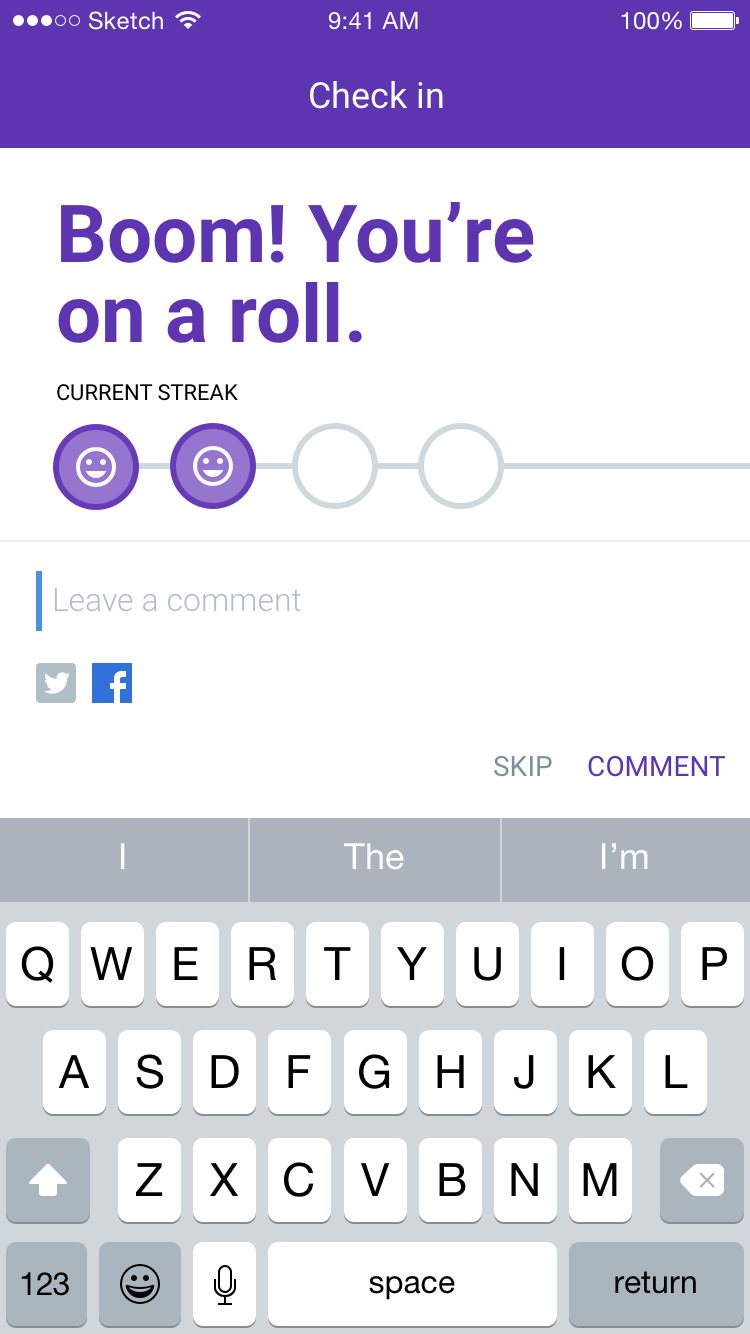 Sketch 9:41 AM 100%
Check in
Boom! You’re
on a roll.
CURRENT STREAK
Leave a comment
SKIP COMMENT
I The I’m
Q W E R T Y U I O P
A S D F G H J K L
Z X C V B N M
123 space return